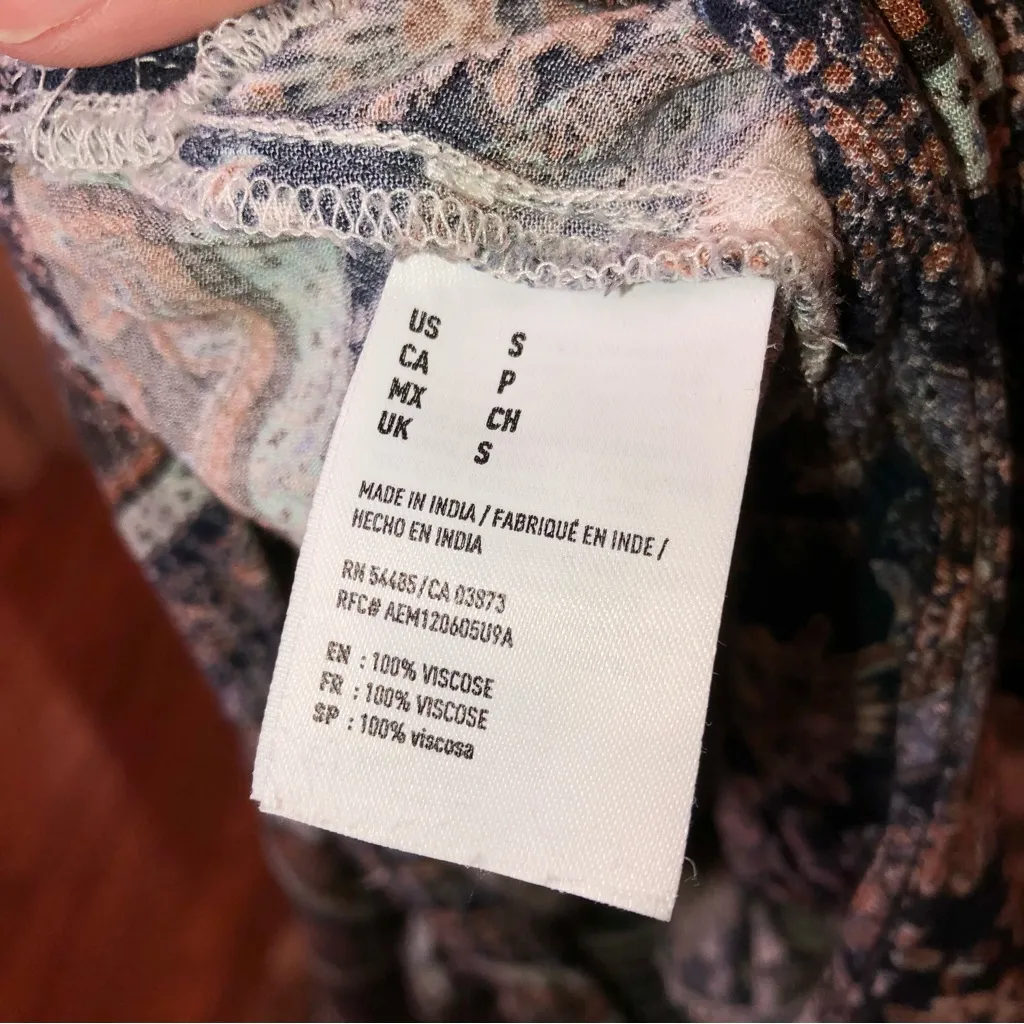 US S
CA P
MX CH
UK S
MADE IN INDIA / FABRIQUÉ EN INDE /
HECHO EN INDIA
RN 54485/CA 03873
RFC# AEM120605U9A
EN : 100% VISCOSE
FR : 100% VISCOSE
SP : 100% viscosa